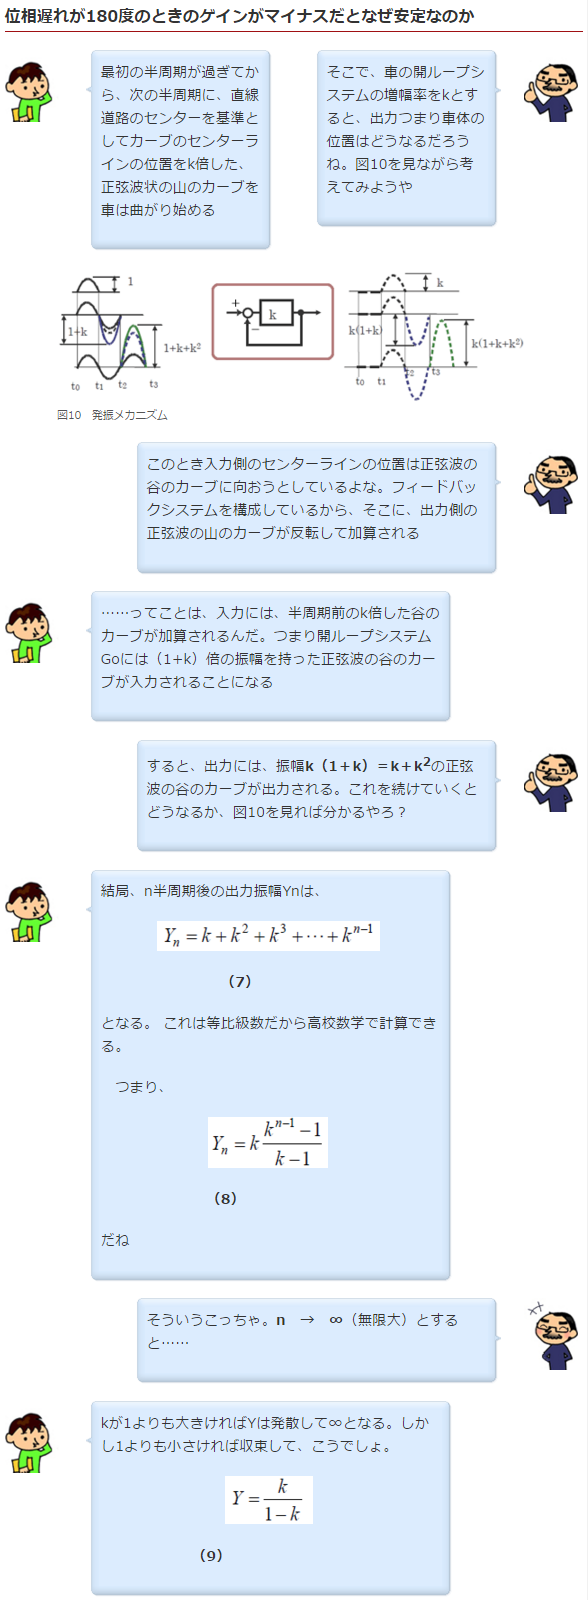 位相遅れが180度のときのゲインがマイナスだとなぜ安定なのか
そこで、車の開ループシ
ステムの増幅率をkとす
ると、出力つまり車体の
位置はどうなるだろう
ね。図10を見ながら考
えてみようや
最初の半周期が過ぎてか
ら、次の半周期に、直線
道路のセンターを基準と
してカーブのセンターラ
インの位置をk倍した、
正弦波状の山のカーブを
車は曲がり始める
1
1+k
1+k+k²
t₀ t₁ t₂ t₃
+
k
−
k
k(1+k)
k(1+k+k²)
t₀ t₁ t₂ t₃
図10 発振メカニズム
このとき入力側のセンターラインの位置は正弦波の
谷のカーブに向おうとしているよな。フィードバッ
クシステムを構成しているから、そこに、出力側の
正弦波の山のカーブが反転して加算される
……ってことは、入力には、半周期前のk倍した谷の
カーブが加算されるんだ。つまり開ループシステム
Goには（1+k）倍の振幅を持った正弦波の谷のカー
ブが入力されることになる
すると、出力には、振幅k（1＋k）＝k＋k²の正弦
波の谷のカーブが出力される。これを続けていくと
どうなるか、図10を見れば分かるやろ？
結局、n半周期後の出力振幅Ynは、
Yₙ = k + k² + k³ + ⋯ + kⁿ⁻¹
（7）
となる。 これは等比級数だから高校数学で計算でき
る。
つまり、
Yₙ = k (kⁿ⁻¹ − 1) / (k − 1)
（8）
だね
そういうこっちゃ。n → ∞（無限大）とする
と……
kが1よりも大きければYは発散して∞となる。しか
し1よりも小さければ収束して、こうでしょ。
Y = k / (1 − k)
（9）